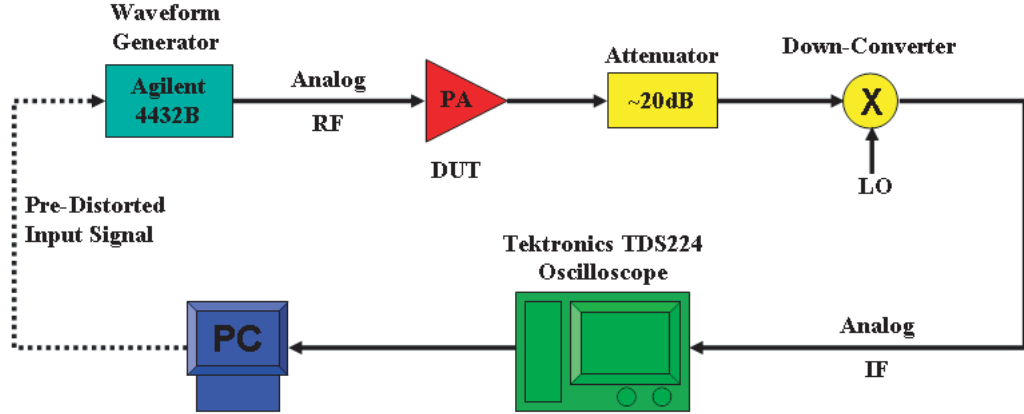 Waveform
Generator
Agilent
4432B
Analog
RF
PA
DUT
Attenuator
~20dB
Down-Converter
X
LO
Pre-Distorted
Input Signal
Tektronics TDS224
Oscilloscope
PC
Analog
IF